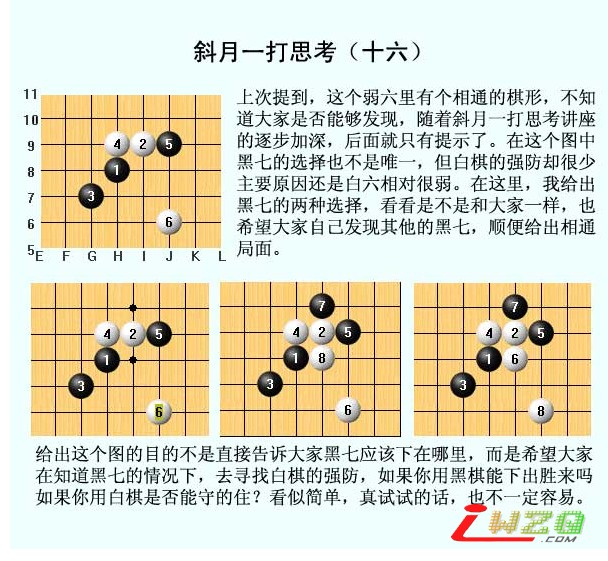 斜月一打思考（十六）
上次提到，这个弱六里有个相通的棋形，不知
道大家是否能够发现，随着斜月一打思考讲座
的逐步加深，后面就只有提示了。在这个图中
黑七的选择也不是唯一，但白棋的强防却很少
主要原因还是白六相对很弱。在这里，我给出
黑七的两种选择，看看是不是和大家一样，也
希望大家自己发现其他的黑七，顺便给出相通
局面。
11
10
9 4 2 5
8 1
7 3
6 6
5
E F G H I J K L
4 2 5
1
3
6
7
4 2 5
1 8
3
6
7
4 2 5
1 6
3
8
给出这个图的目的不是直接告诉大家黑七应该下在哪里，而是希望大家
在知道黑七的情况下，去寻找白棋的强防，如果你用黑棋能下出胜来吗
如果你用白棋是否能守的住？看似简单，真试试的话，也不一定容易。
iWZQ
.COM